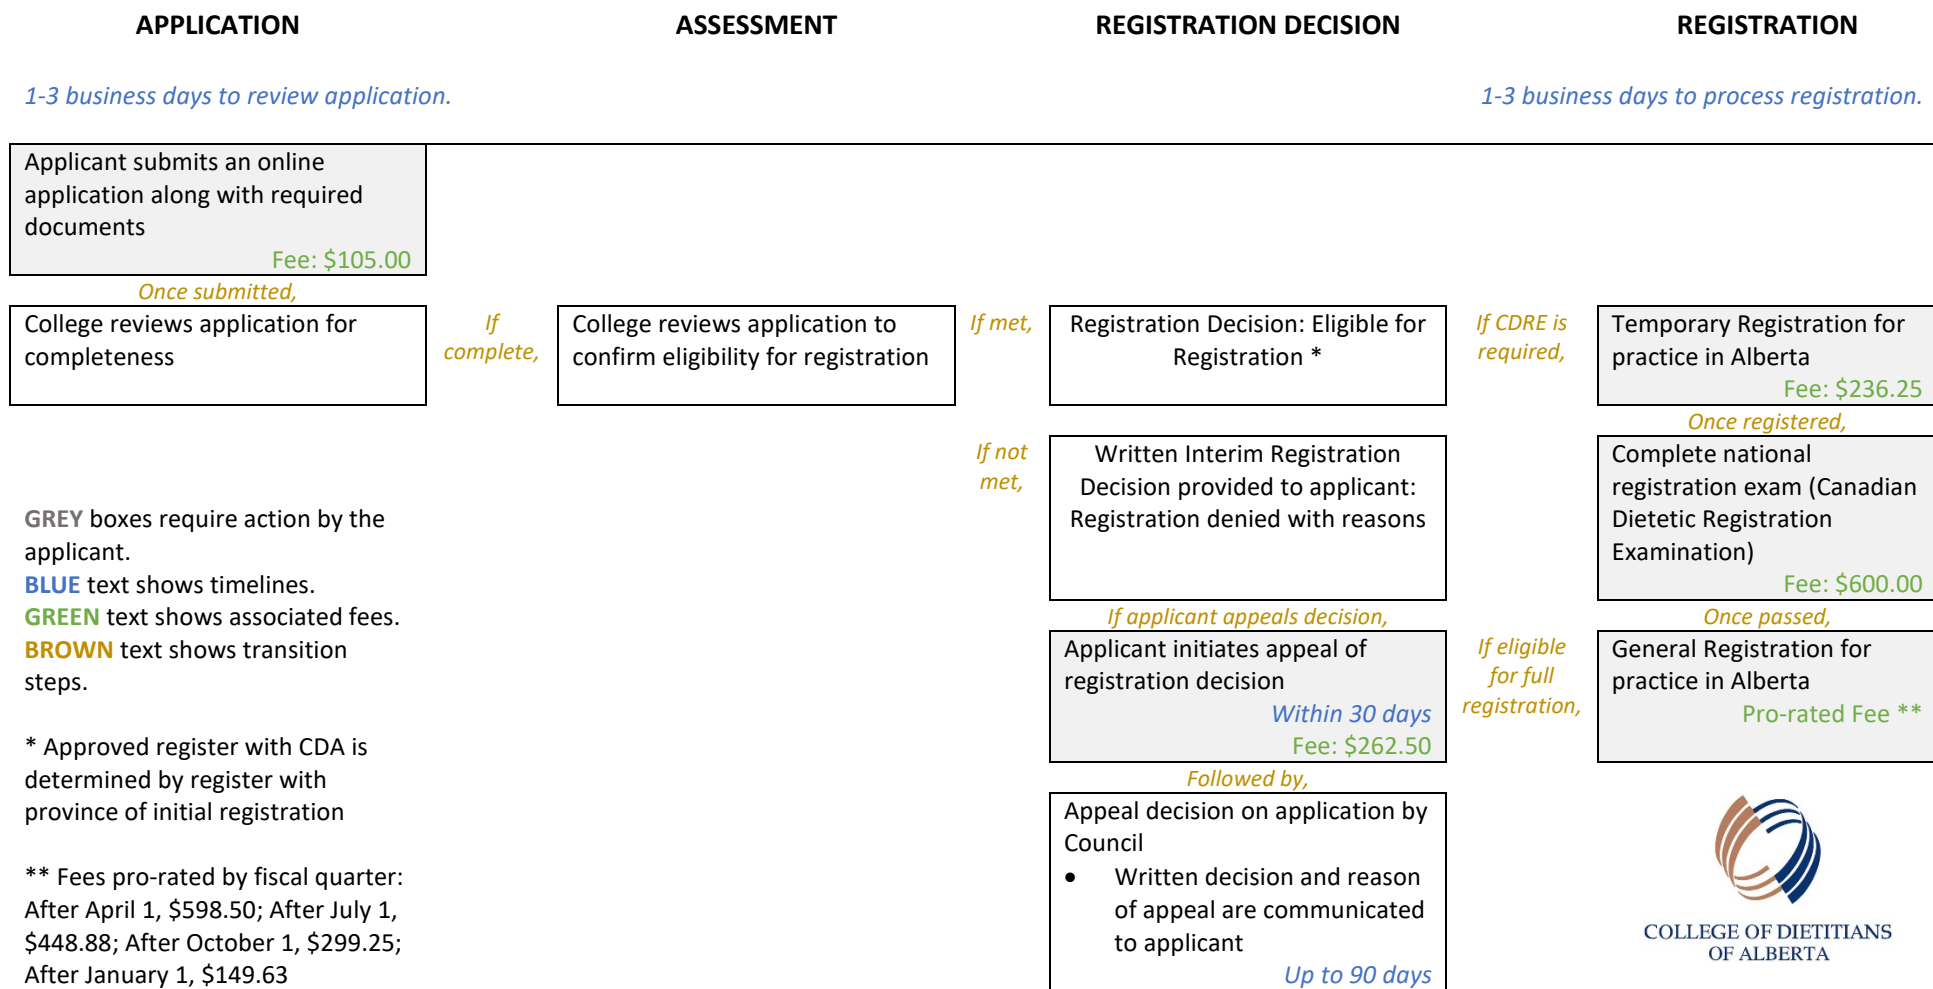 APPLICATION
ASSESSMENT
REGISTRATION DECISION
REGISTRATION
1-3 business days to review application.
1-3 business days to process registration.
Applicant submits an online
application along with required
documents
Fee: $105.00
Once submitted,
College reviews application for
completeness
If
complete,
College reviews application to
confirm eligibility for registration
If met,
Registration Decision: Eligible for
Registration *
If CDRE is
required,
Temporary Registration for
practice in Alberta
Fee: $236.25
Once registered,
If not
met,
Written Interim Registration
Decision provided to applicant:
Registration denied with reasons
Complete national
registration exam (Canadian
Dietetic Registration
Examination)
Fee: $600.00
If applicant appeals decision,
Once passed,
Applicant initiates appeal of
registration decision
Within 30 days
Fee: $262.50
If eligible
for full
registration,
General Registration for
practice in Alberta
Pro-rated Fee **
Followed by,
Appeal decision on application by
Council
• Written decision and reason
of appeal are communicated
to applicant
Up to 90 days
GREY boxes require action by the
applicant.
BLUE text shows timelines.
GREEN text shows associated fees.
BROWN text shows transition
steps.
* Approved register with CDA is
determined by register with
province of initial registration
** Fees pro-rated by fiscal quarter:
After April 1, $598.50; After July 1,
$448.88; After October 1, $299.25;
After January 1, $149.63
COLLEGE OF DIETITIANS
OF ALBERTA